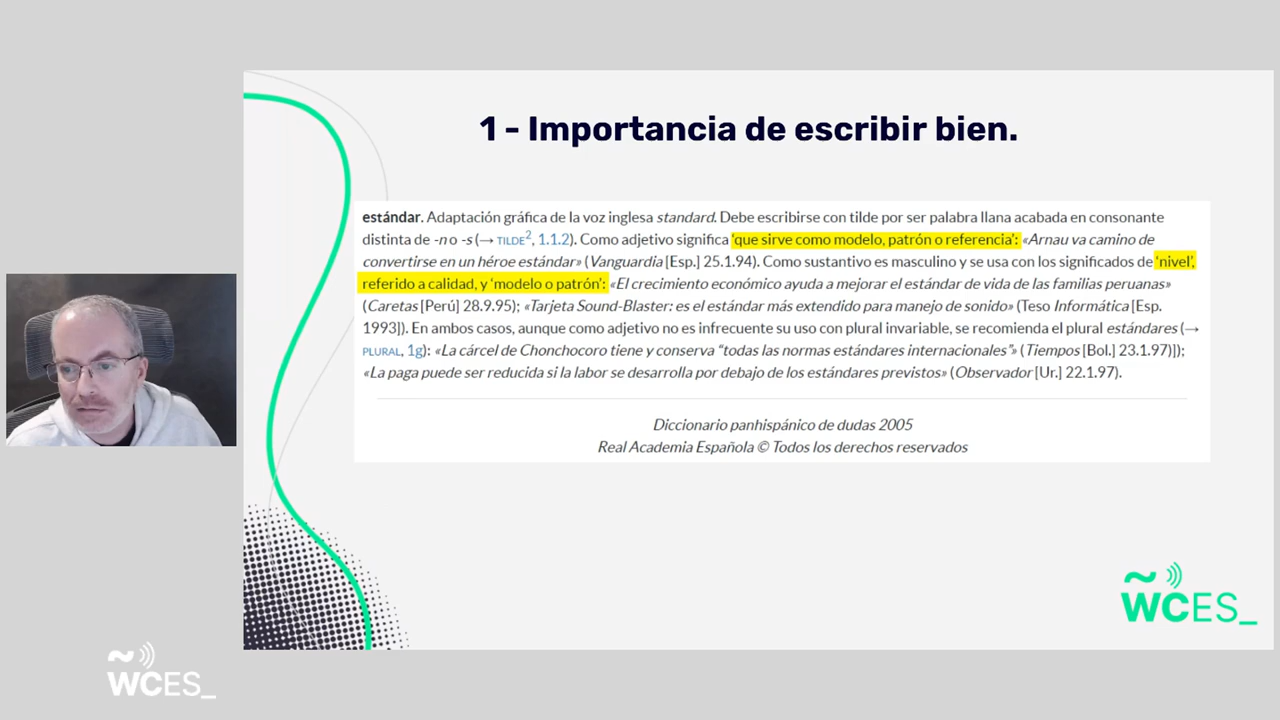 1 - Importancia de escribir bien.
estándar. Adaptación gráfica de la voz inglesa standard. Debe escribirse con tilde por ser palabra llana acabada en consonante
distinta de -n o -s (→ TILDE², 1.1.2). Como adjetivo significa ‘que sirve como modelo, patrón o referencia’: «Arnau va camino de
convertirse en un héroe estándar» (Vanguardia [Esp.] 25.1.94). Como sustantivo es masculino y se usa con los significados de ‘nivel’,
referido a calidad, y ‘modelo o patrón’: «El crecimiento económico ayuda a mejorar el estándar de vida de las familias peruanas»
(Caretas [Perú] 28.9.95); «Tarjeta Sound-Blaster: es el estándar más extendido para manejo de sonido» (Teso Informática [Esp.
1993]). En ambos casos, aunque como adjetivo no es infrecuente su uso con plural invariable, se recomienda el plural estándares (→
PLURAL, 1g): «La cárcel de Chonchocoro tiene y conserva “todas las normas estándares internacionales”» (Tiempos [Bol.] 23.1.97)]);
«La paga puede ser reducida si la labor se desarrolla por debajo de los estándares previstos» (Observador [Ur.] 22.1.97).
Diccionario panhispánico de dudas 2005
Real Academia Española © Todos los derechos reservados
WCES_
WCES_